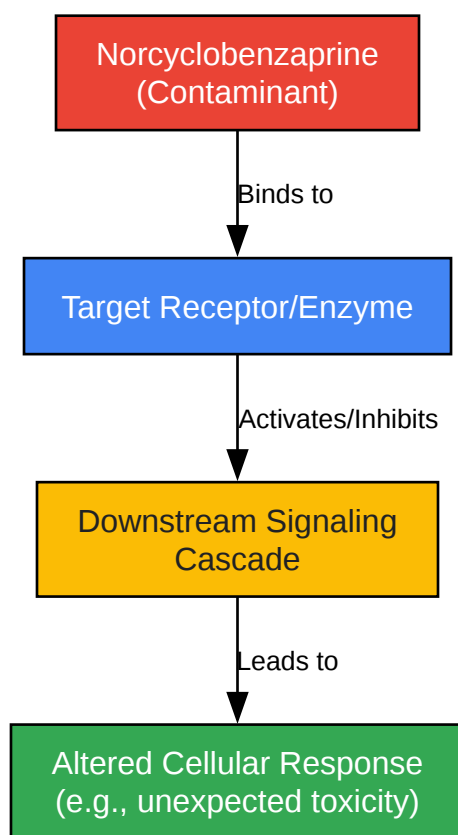 Norcyclobenzaprine
(Contaminant)
Binds to
Target Receptor/Enzyme
Activates/Inhibits
Downstream Signaling
Cascade
Leads to
Altered Cellular Response
(e.g., unexpected toxicity)